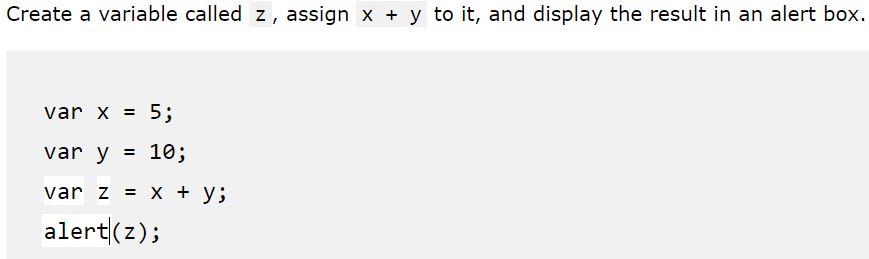 Create a variable called z, assign x + y to it, and display the result in an alert box.
var x = 5;
var y = 10;
var z = x + y;
alert(z);